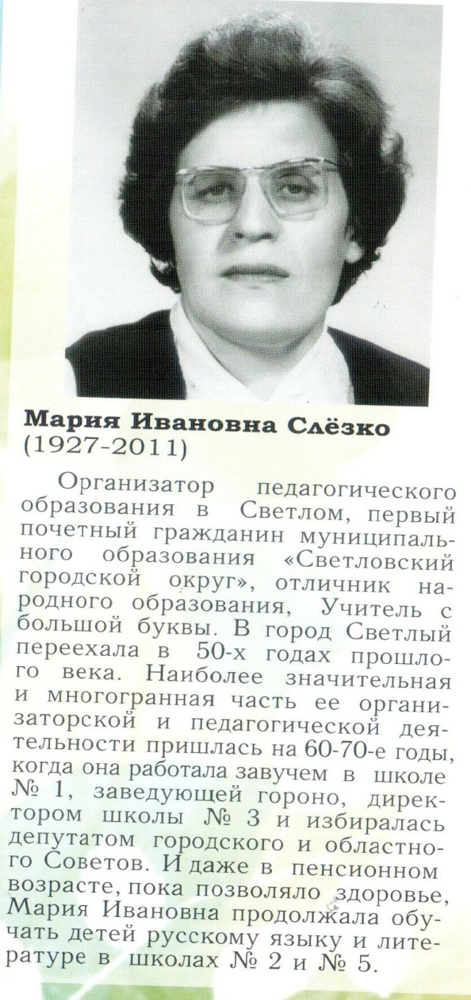 Мария Ивановна Слёзко
(1927-2011)
Организатор педагогического
образования в Светлом, первый
почетный гражданин муниципаль-
ного образования «Светловский
городской округ», отличник на-
родного образования, Учитель с
большой буквы. В город Светлый
переехала в 50-х годах прошло-
го века. Наиболее значительная
и многогранная часть ее органи-
заторской и педагогической дея-
тельности пришлась на 60-70-е годы,
когда она работала завучем в школе
№ 1, заведующей гороно, дирек-
тором школы № 3 и избиралась
депутатом городского и областно-
го Советов. И даже в пенсионном
возрасте, пока позволяло здоровье,
Мария Ивановна продолжала обу-
чать детей русскому языку и лите-
ратуре в школах № 2 и № 5.